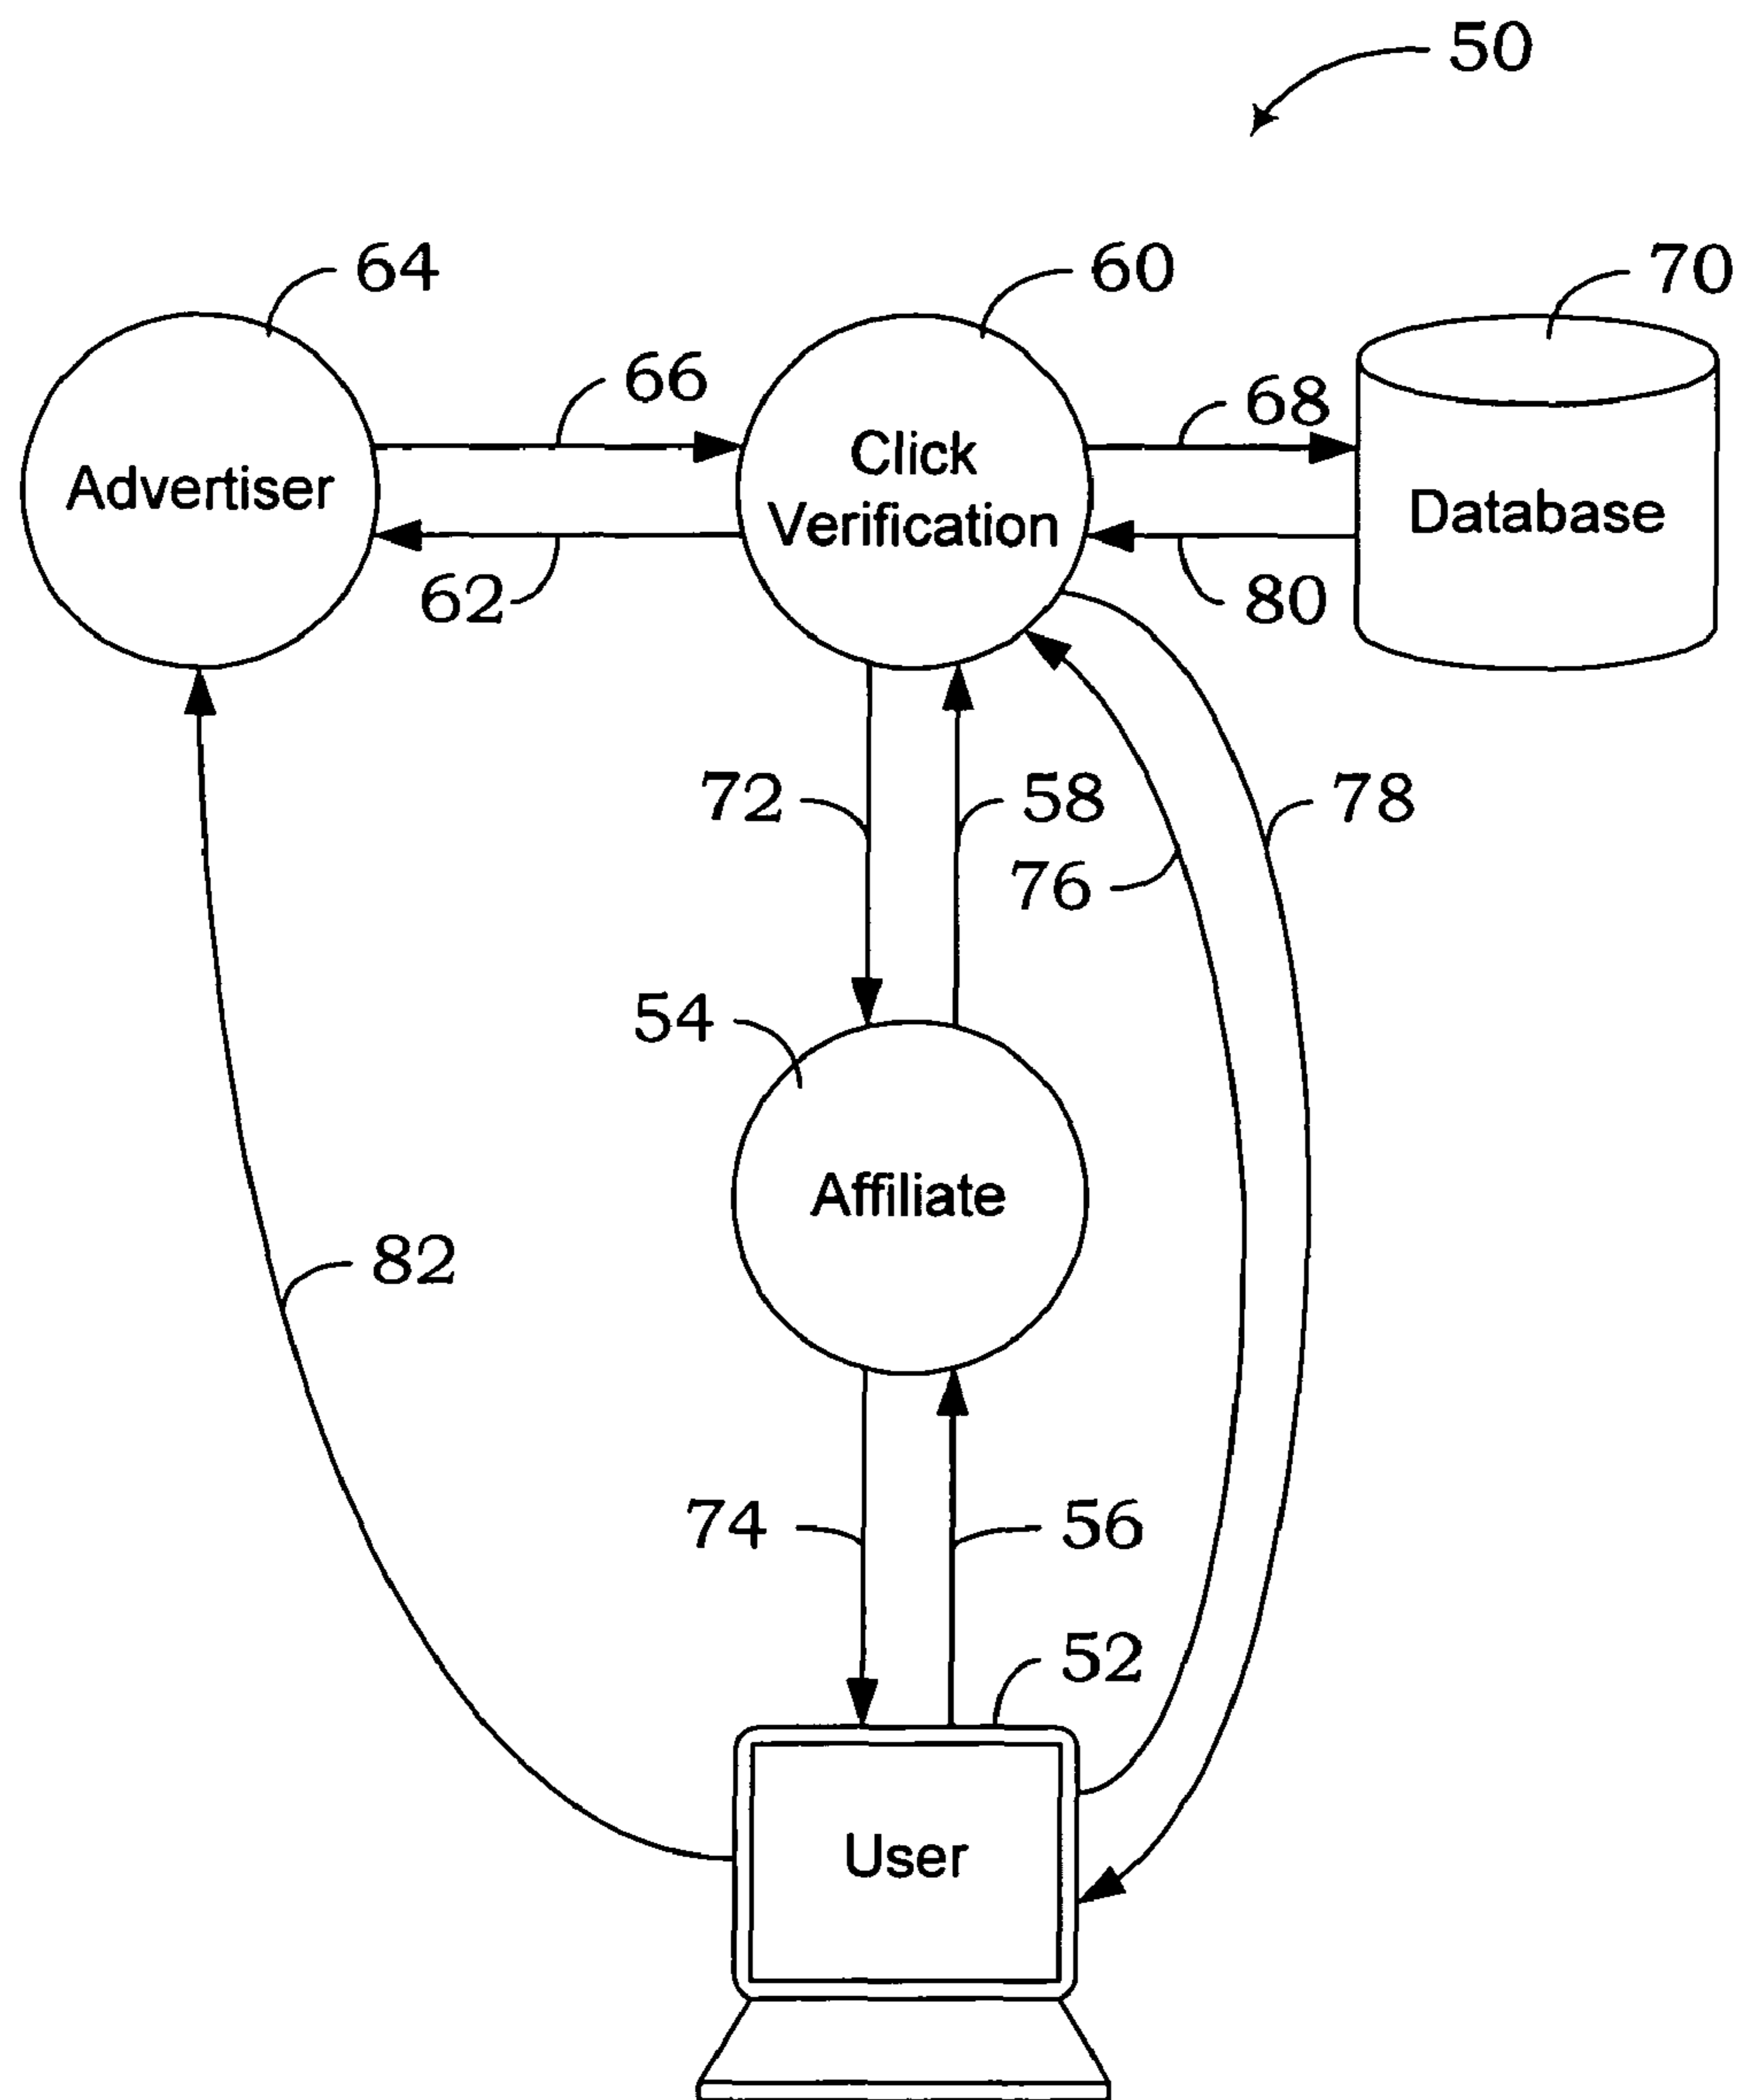 50
64
60
70
66
68
Advertiser
Click
Verification
Database
62
80
72
58
78
76
54
Affiliate
82
74
56
52
User